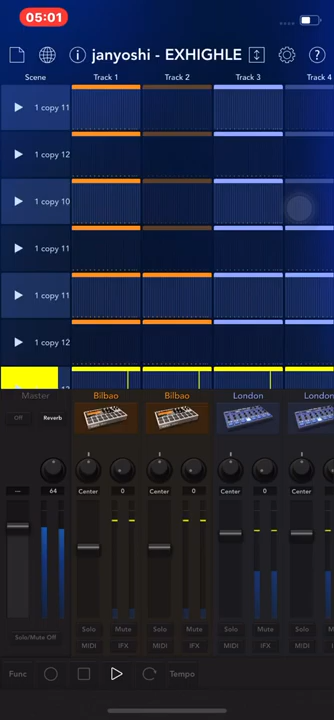 05:01
janyoshi - EXHIGHLE
Scene Track 1 Track 2 Track 3 Track 4
1 copy 11
1 copy 12
1 copy 10
1 copy 11
1 copy 11
1 copy 12
Master Bilbao Bilbao London London
Off Reverb
--- 64 Center 0 Center 0 Center 0 Center
Solo Mute Solo Mute Solo Mute Solo
Solo/Mute Off MIDI IFX MIDI IFX MIDI IFX MIDI
Func Tempo